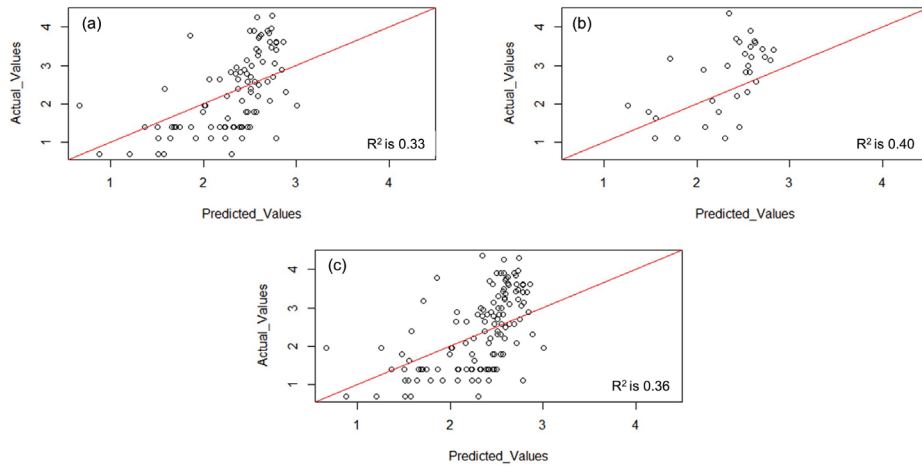 (a)
Actual_Values
4
3
2
1
R² is 0.33
1 2 3 4
Predicted_Values
(b)
Actual_Values
4
3
2
1
R² is 0.40
1 2 3 4
Predicted_Values
(c)
Actual_Values
4
3
2
1
R² is 0.36
1 2 3 4
Predicted_Values